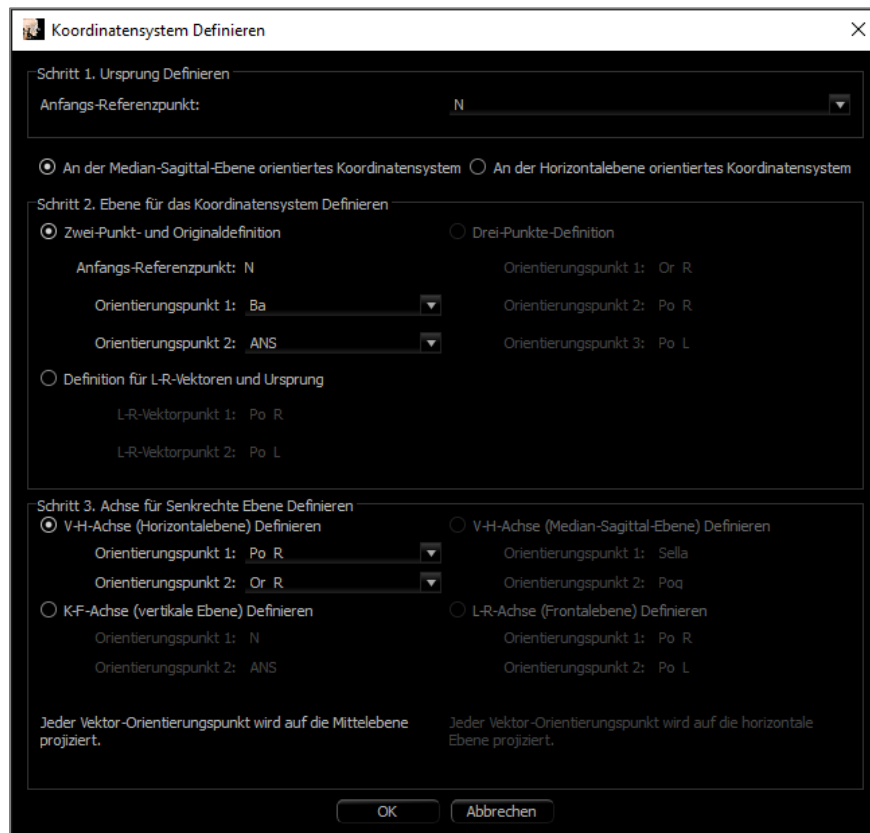 Koordinatensystem Definieren
Schritt 1. Ursprung Definieren
Anfangs-Referenzpunkt: N
An der Median-Sagittal-Ebene orientiertes Koordinatensystem An der Horizontalebene orientiertes Koordinatensystem
Schritt 2. Ebene für das Koordinatensystem Definieren
Zwei-Punkt- und Originaldefinition Drei-Punkte-Definition
Anfangs-Referenzpunkt: N Orientierungspunkt 1: Or R
Orientierungspunkt 1: Ba Orientierungspunkt 2: Po R
Orientierungspunkt 2: ANS Orientierungspunkt 3: Po L
Definition für L-R-Vektoren und Ursprung
L-R-Vektorpunkt 1: Po R
L-R-Vektorpunkt 2: Po L
Schritt 3. Achse für Senkrechte Ebene Definieren
V-H-Achse (Horizontalebene) Definieren V-H-Achse (Median-Sagittal-Ebene) Definieren
Orientierungspunkt 1: Po R Orientierungspunkt 1: Sella
Orientierungspunkt 2: Or R Orientierungspunkt 2: Pog
K-F-Achse (vertikale Ebene) Definieren L-R-Achse (Frontalebene) Definieren
Orientierungspunkt 1: N Orientierungspunkt 1: Po R
Orientierungspunkt 2: ANS Orientierungspunkt 2: Po L
Jeder Vektor-Orientierungspunkt wird auf die Mittelebene
projiziert.
Jeder Vektor-Orientierungspunkt wird auf die horizontale
Ebene projiziert.
OK Abbrechen